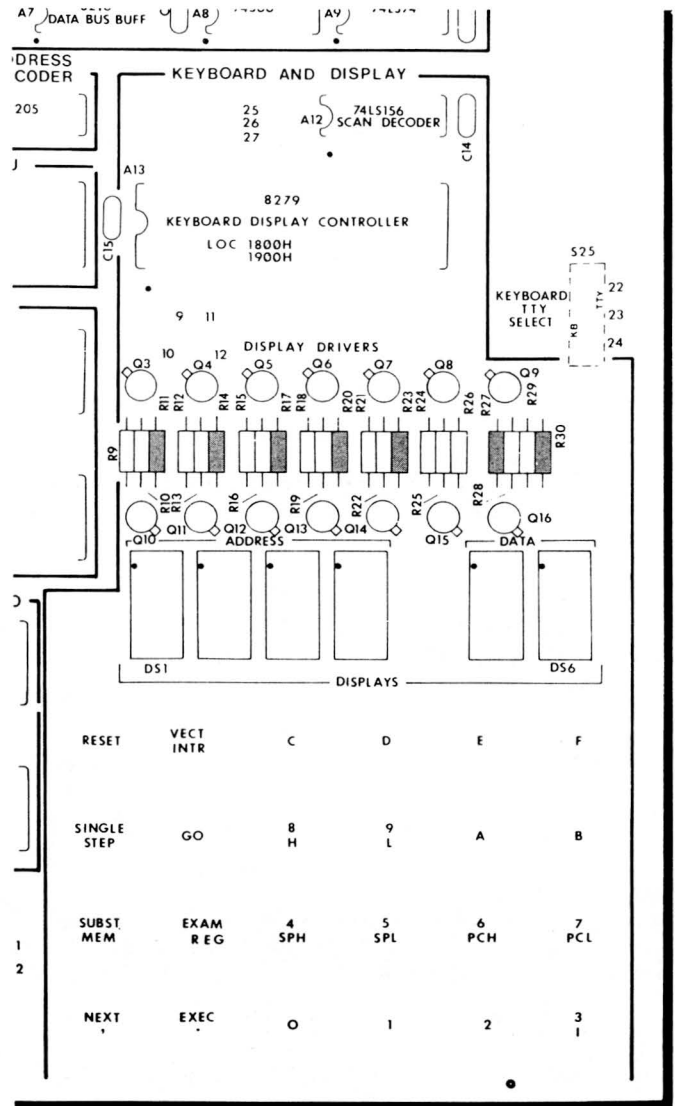 A7
DATA BUS BUFF
A8
A9
74LS74
DRESS
CODER
205
KEYBOARD AND DISPLAY
25
26
27
A12
74LS156
SCAN DECODER
C14
A13
8279
KEYBOARD DISPLAY CONTROLLER
LOC 1800H
1900H
C15
S25
KEYBOARD
TTY
SELECT
KB
TTY
22
23
24
9 11
10 12
DISPLAY DRIVERS
Q3 Q4 Q5 Q6 Q7 Q8 Q9
R11 R12 R14 R15 R17 R18 R20 R21 R23 R24 R26 R27 R29
R9
R30
R10 R13 R16 R19 R22 R25 R28
Q10 Q11 Q12 Q13 Q14 Q15 Q16
ADDRESS
DATA
DS1
DS6
DISPLAYS
RESET
VECT
INTR
C
D
E
F
SINGLE
STEP
GO
8
H
9
L
A
B
SUBST
MEM
EXAM
REG
4
SPH
5
SPL
6
PCH
7
PCL
1
2
NEXT
,
EXEC
.
0
1
2
3
I